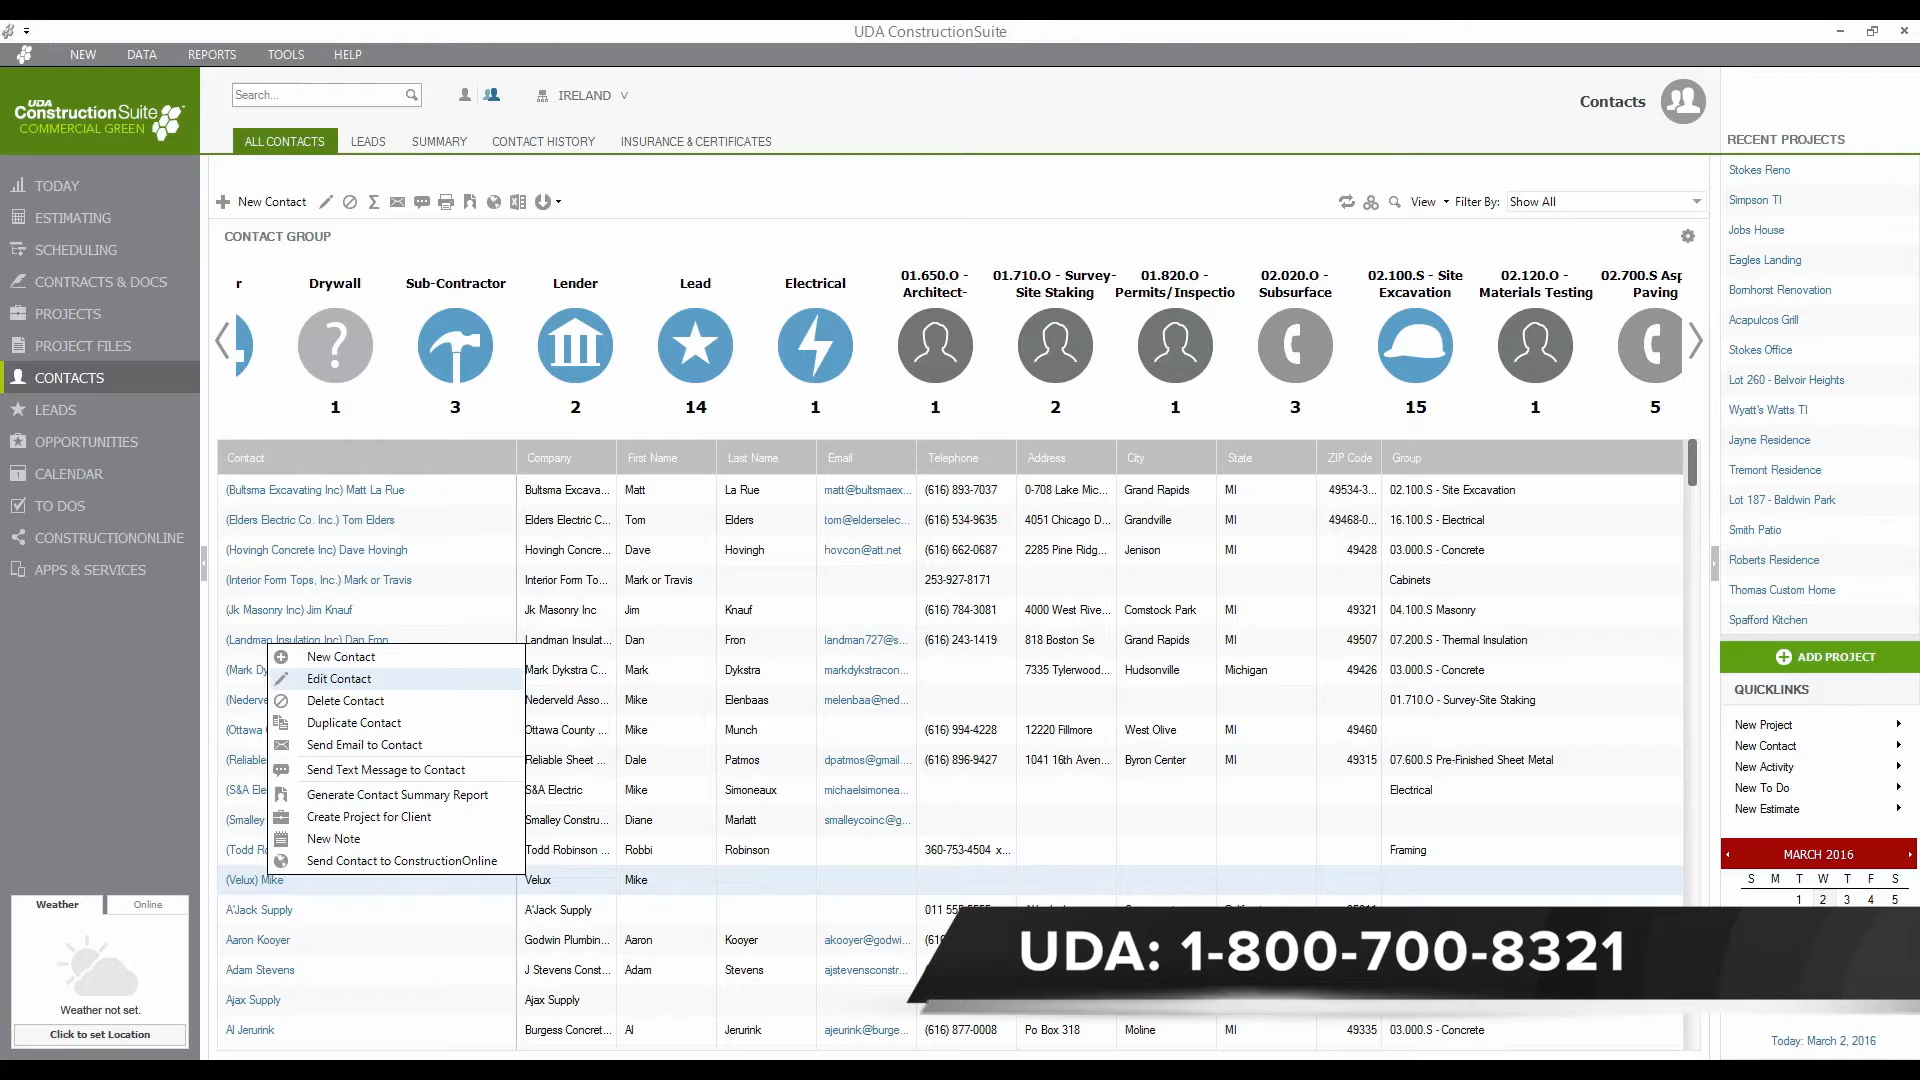 UDA ConstructionSuite
NEW DATA REPORTS TOOLS HELP
UDA
ConstructionSuite™
COMMERCIAL GREEN
Search...
IRELAND
Contacts
ALL CONTACTS LEADS SUMMARY CONTACT HISTORY INSURANCE & CERTIFICATES
TODAY
ESTIMATING
SCHEDULING
CONTRACTS & DOCS
PROJECTS
PROJECT FILES
CONTACTS
LEADS
OPPORTUNITIES
CALENDAR
TO DOS
CONSTRUCTIONONLINE
APPS & SERVICES
Weather Online
Weather not set.
Click to set Location
New Contact
View Filter By: Show All
CONTACT GROUP
r
Drywall
1
Sub-Contractor
3
Lender
2
Lead
14
Electrical
1
01.650.O -
Architect-
1
01.710.O - Survey-
Site Staking
2
01.820.O -
Permits/Inspectio
1
02.020.O -
Subsurface
3
02.100.S - Site
Excavation
15
02.120.O -
Materials Testing
1
02.700.S Asp
Paving
5
Contact Company First Name Last Name Email Telephone Address City State ZIP Code Group
(Bultsma Excavating Inc) Matt La Rue Bultsma Excava... Matt La Rue matt@bultsmaex... (616) 893-7037 0-708 Lake Mic... Grand Rapids MI 49534-3... 02.100.S - Site Excavation
(Elders Electric Co. Inc.) Tom Elders Elders Electric C... Tom Elders tom@elderselec... (616) 534-9635 4051 Chicago D... Grandville MI 49468-0... 16.100.S - Electrical
(Hovingh Concrete Inc) Dave Hovingh Hovingh Concre... Dave Hovingh hovcon@att.net (616) 662-0687 2285 Pine Ridg... Jenison MI 49428 03.000.S - Concrete
(Interior Form Tops, Inc.) Mark or Travis Interior Form To... Mark or Travis 253-927-8171 Cabinets
(Jk Masonry Inc) Jim Knauf Jk Masonry Inc Jim Knauf (616) 784-3081 4000 West Rive... Comstock Park MI 49321 04.100.S Masonry
(Landman Insulation Inc) Dan Fron Landman Insulat... Dan Fron landman727@s... (616) 243-1419 818 Boston Se Grand Rapids MI 49507 07.200.S - Thermal Insulation
(Mark Dy Mark Dykstra C... Mark Dykstra markdykstracon... 7335 Tylerwood... Hudsonville Michigan 49426 03.000.S - Concrete
(Nederve Nederveld Asso... Mike Elenbaas melenbaa@ned... 01.710.O - Survey-Site Staking
(Ottawa Ottawa County ... Mike Munch (616) 994-4228 12220 Fillmore West Olive MI 49460
(Reliable Reliable Sheet ... Dale Patmos dpatmos@gmail.... (616) 896-9427 1041 16th Aven... Byron Center MI 49315 07.600.S Pre-Finished Sheet Metal
(S&A Ele S&A Electric Mike Simoneaux michaelsimonea... Electrical
(Smalley Smalley Constru... Diane Marlatt smalleycoinc@g...
(Todd Ro Todd Robinson ... Robbi Robinson 360-753-4504 x... Framing
(Velux) Mike Velux Mike
A'Jack Supply A'Jack Supply 011 555-5555
Aaron Kooyer Godwin Plumbin... Aaron Kooyer akooyer@godwi... (616
Adam Stevens J Stevens Const... Adam Stevens ajstevensconstr...
Ajax Supply Ajax Supply
Al Jerurink Burgess Concret... Al Jerurink ajeurink@burge... (616) 877-0008 Po Box 318 Moline MI 49335 03.000.S - Concrete
New Contact
Edit Contact
Delete Contact
Duplicate Contact
Send Email to Contact
Send Text Message to Contact
Generate Contact Summary Report
Create Project for Client
New Note
Send Contact to ConstructionOnline
RECENT PROJECTS
Stokes Reno
Simpson TI
Jobs House
Eagles Landing
Bornhorst Renovation
Acapulcos Grill
Stokes Office
Lot 260 - Belvoir Heights
Wyatt's Watts TI
Jayne Residence
Tremont Residence
Lot 187 - Baldwin Park
Smith Patio
Roberts Residence
Thomas Custom Home
Spafford Kitchen
ADD PROJECT
QUICKLINKS
New Project
New Contact
New Activity
New To Do
New Estimate
MARCH 2016
S M T W T F S
1 2 3 4 5
UDA: 1-800-700-8321
Today: March 2, 2016